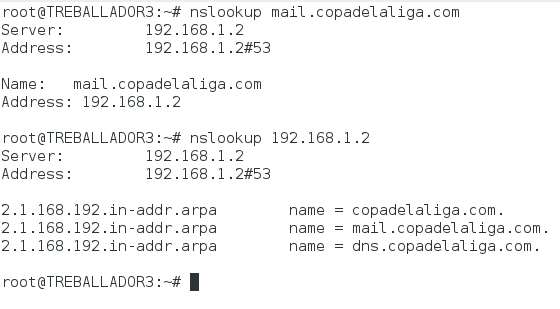 root@TREBALLADOR3:~# nslookup mail.copadelaliga.com
Server:         192.168.1.2
Address:        192.168.1.2#53

Name:   mail.copadelaliga.com
Address: 192.168.1.2

root@TREBALLADOR3:~# nslookup 192.168.1.2
Server:         192.168.1.2
Address:        192.168.1.2#53

2.1.168.192.in-addr.arpa        name = copadelaliga.com.
2.1.168.192.in-addr.arpa        name = mail.copadelaliga.com.
2.1.168.192.in-addr.arpa        name = dns.copadelaliga.com.

root@TREBALLADOR3:~#